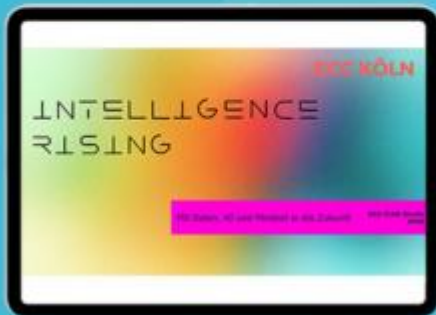 ECC KÖLN
INTELLIGENCE
RISING
Mit Daten, KI und Mindset in die Zukunft